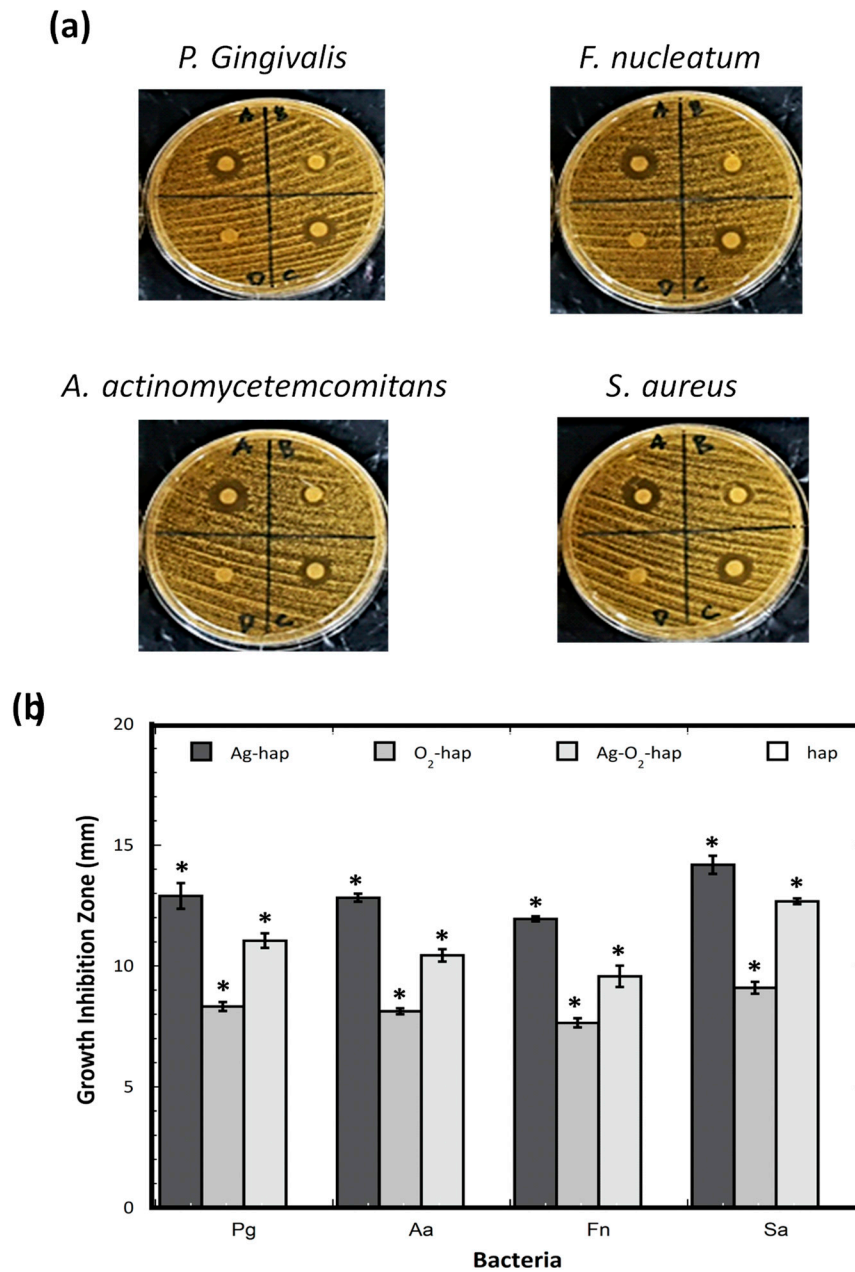 (a)
P. Gingivalis
F. nucleatum
A B
D C
A B
D C
A. actinomycetemcomitans
S. aureus
A B
D C
A B
D C
(b)
20
15
10
5
0
Growth Inhibition Zone (mm)
Ag-hap
O₂-hap
Ag-O₂-hap
hap
* * *
* * *
* * *
* * *
Pg
Aa
Fn
Sa
Bacteria